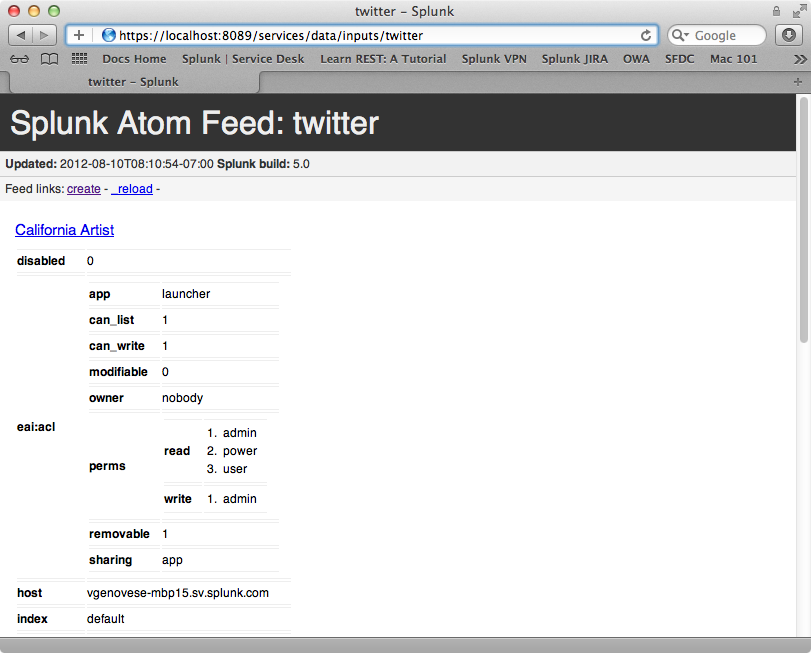 twitter – Splunk
https://localhost:8089/services/data/inputs/twitter
Google
Docs Home Splunk | Service Desk Learn REST: A Tutorial Splunk VPN Splunk JIRA OWA SFDC Mac 101
twitter – Splunk
Splunk Atom Feed: twitter
Updated: 2012-08-10T08:10:54-07:00 Splunk build: 5.0
Feed links: create - _reload -
California Artist
disabled 0
app launcher
can_list 1
can_write 1
modifiable 0
owner nobody
eai:acl
perms
read
1. admin
2. power
3. user
write 1. admin
removable 1
sharing app
host vgenovese-mbp15.sv.splunk.com
index default